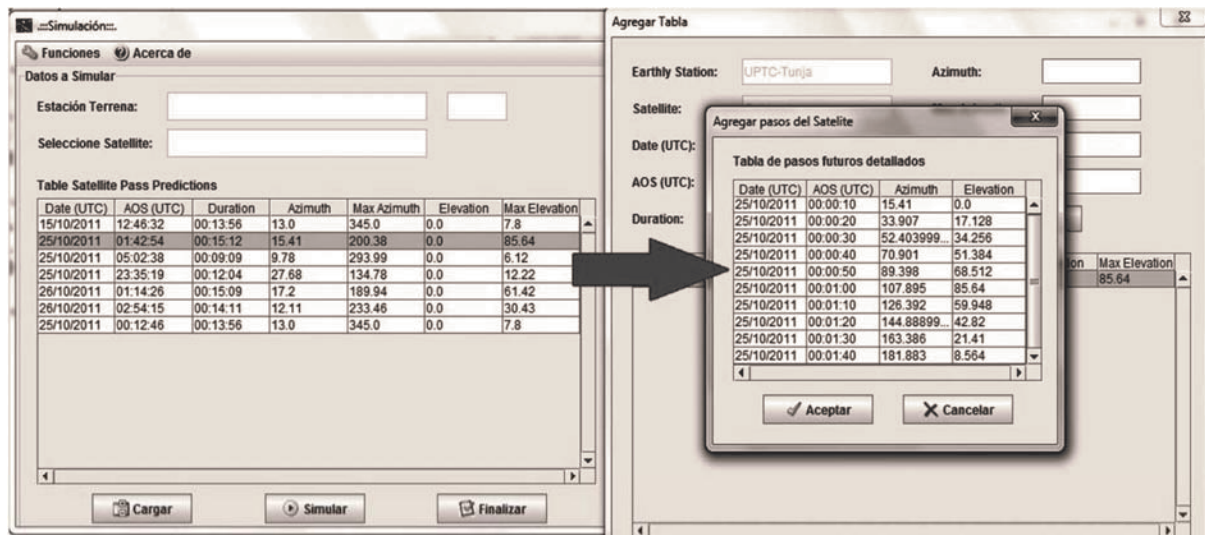 .:::Simulación:::.
Funciones Acerca de
Datos a Simular
Estación Terrena:
Seleccione Satellite:
Table Satellite Pass Predictions
Date (UTC) AOS (UTC) Duration Azimuth Max Azimuth Elevation Max Elevation
15/10/2011 12:46:32 00:13:56 13.0 345.0 0.0 7.8
25/10/2011 01:42:54 00:15:12 15.41 200.38 0.0 85.64
25/10/2011 05:02:38 00:09:09 9.78 293.99 0.0 6.12
25/10/2011 23:35:19 00:12:04 27.68 134.78 0.0 12.22
26/10/2011 01:14:26 00:15:09 17.2 189.94 0.0 61.42
26/10/2011 02:54:15 00:14:11 12.11 233.46 0.0 30.43
25/10/2011 00:12:46 00:13:56 13.0 345.0 0.0 7.8
Cargar Simular Finalizar
Agregar Tabla
Earthly Station: UPTC-Tunja Azimuth:
Satellite:
Date (UTC):
AOS (UTC):
Duration:
Max Elevation
85.64
Agregar pasos del Satelite
Tabla de pasos futuros detallados
Date (UTC) AOS (UTC) Azimuth Elevation
25/10/2011 00:00:10 15.41 0.0
25/10/2011 00:00:20 33.907 17.128
25/10/2011 00:00:30 52.403999... 34.256
25/10/2011 00:00:40 70.901 51.384
25/10/2011 00:00:50 89.398 68.512
25/10/2011 00:01:00 107.895 85.64
25/10/2011 00:01:10 126.392 59.948
25/10/2011 00:01:20 144.88899... 42.82
25/10/2011 00:01:30 163.386 21.41
25/10/2011 00:01:40 181.883 8.564
Aceptar Cancelar